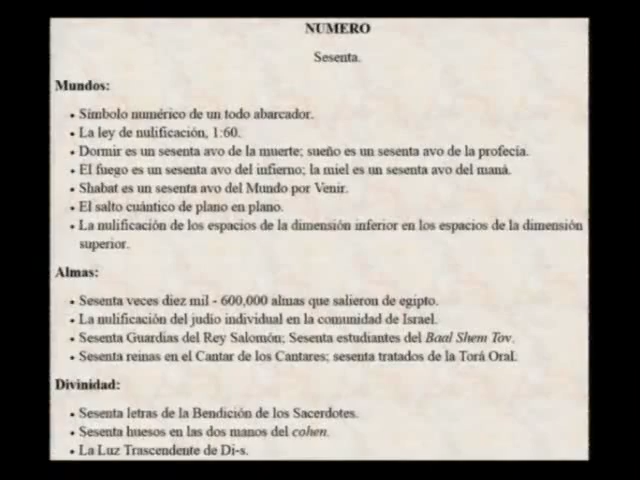 NUMERO
Sesenta.
Mundos:
• Símbolo numérico de un todo abarcador.
• La ley de nulificación, 1:60.
• Dormir es un sesenta avo de la muerte; sueño es un sesenta avo de la profecía.
• El fuego es un sesenta avo del infierno; la miel es un sesenta avo del maná.
• Shabat es un sesenta avo del Mundo por Venir.
• El salto cuántico de plano en plano.
• La nulificación de los espacios de la dimensión inferior en los espacios de la dimensión
superior.
Almas:
• Sesenta veces diez mil - 600,000 almas que salieron de egipto.
• La nulificación del judio individual en la comunidad de Israel.
• Sesenta Guardias del Rey Salomón; Sesenta estudiantes del Baal Shem Tov.
• Sesenta reinas en el Cantar de los Cantares; sesenta tratados de la Torá Oral.
Divinidad:
• Sesenta letras de la Bendición de los Sacerdotes.
• Sesenta huesos en las dos manos del cohen.
• La Luz Trascendente de Di-s.